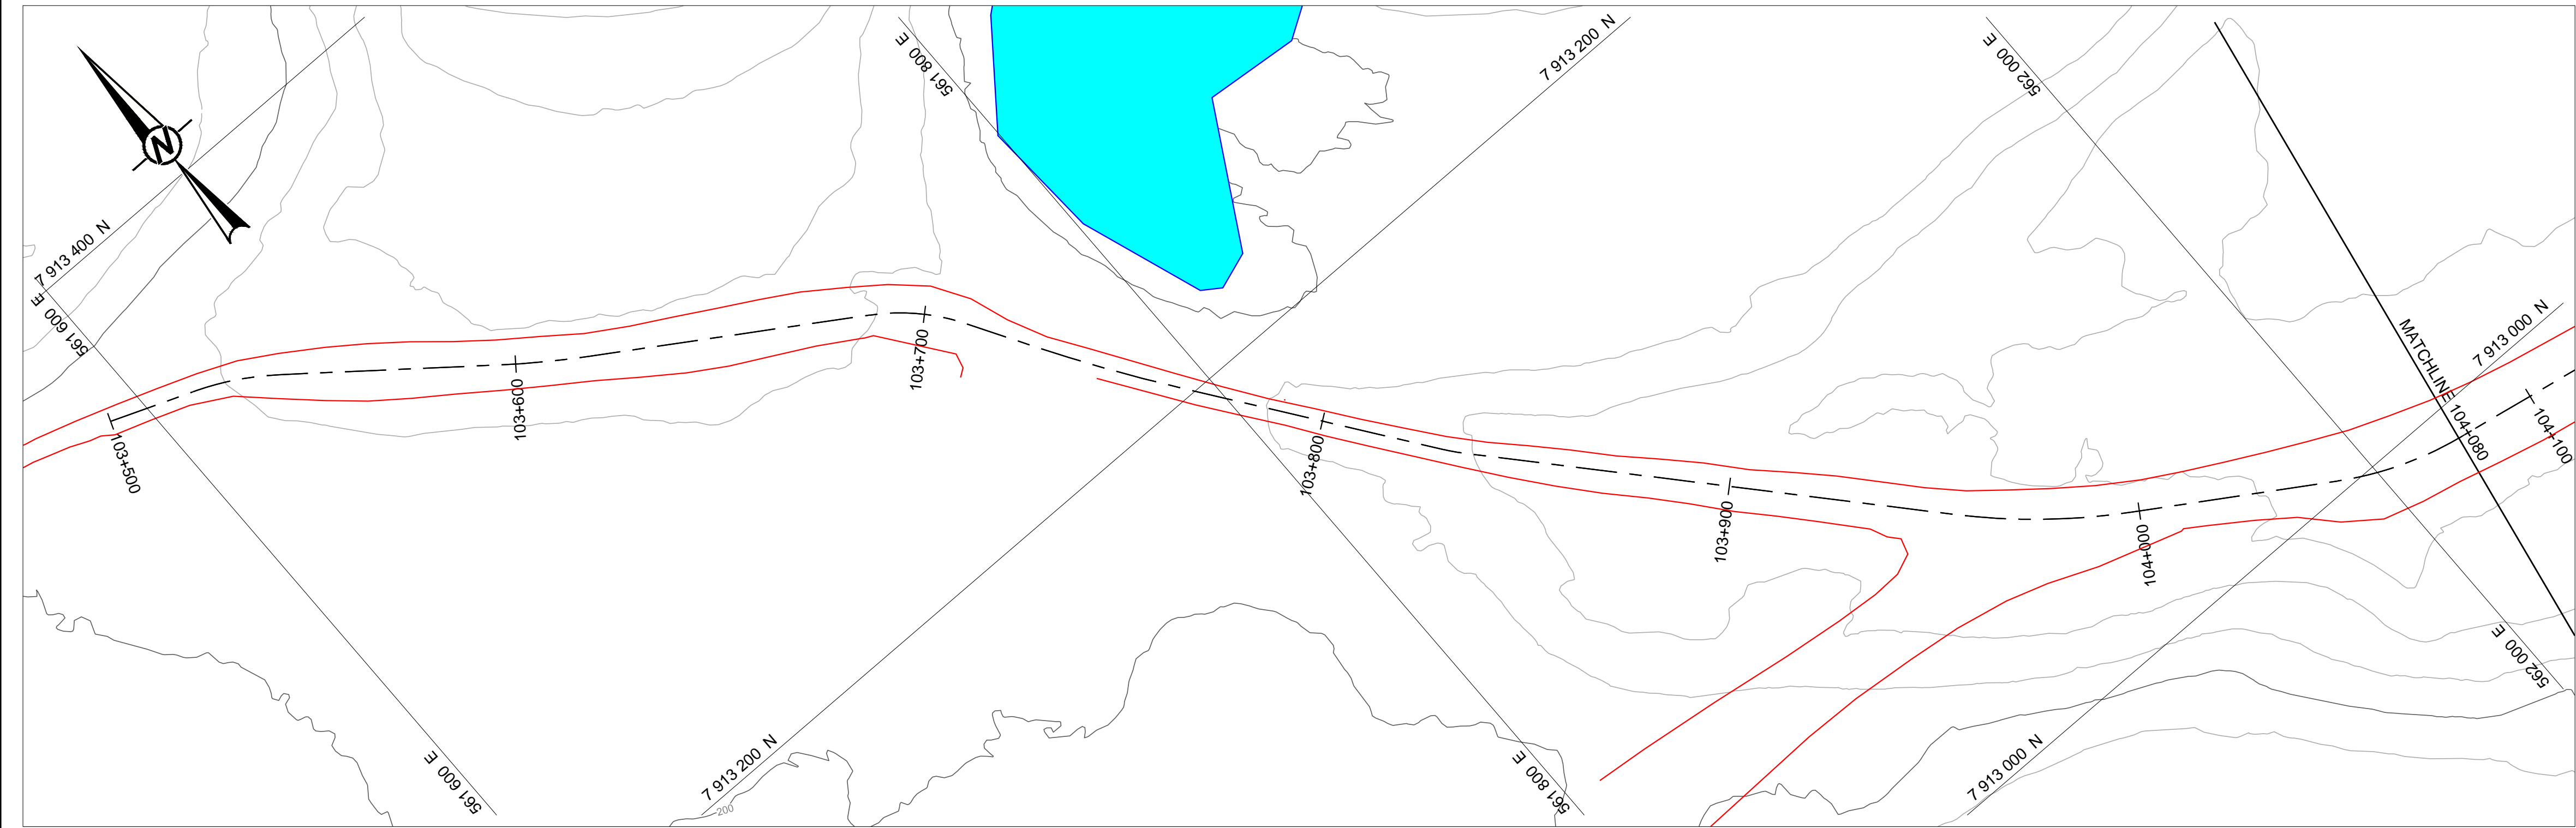 561 800 E
7 913 200 N
562 000 E
N
7 913 400 N
561 600 E
7 913 000 N
MATCHLINE 104+080
103+500
103+600
103+700
103+800
103+900
104+000
104+100
561 600 E
7 913 200 N
200
561 800 E
7 913 000 N
562 000 E